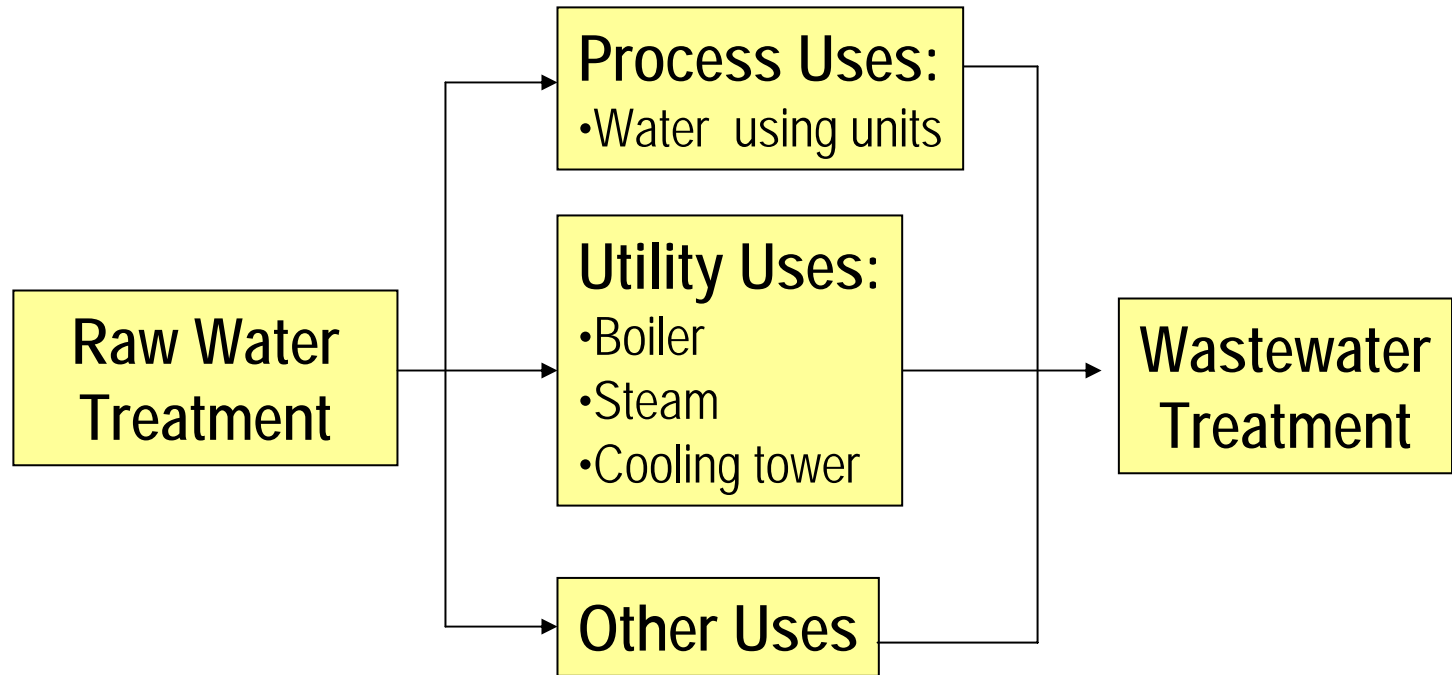 Process Uses:
•Water using units
Utility Uses:
•Boiler
•Steam
•Cooling tower
Raw Water
Treatment
Wastewater
Treatment
Other Uses